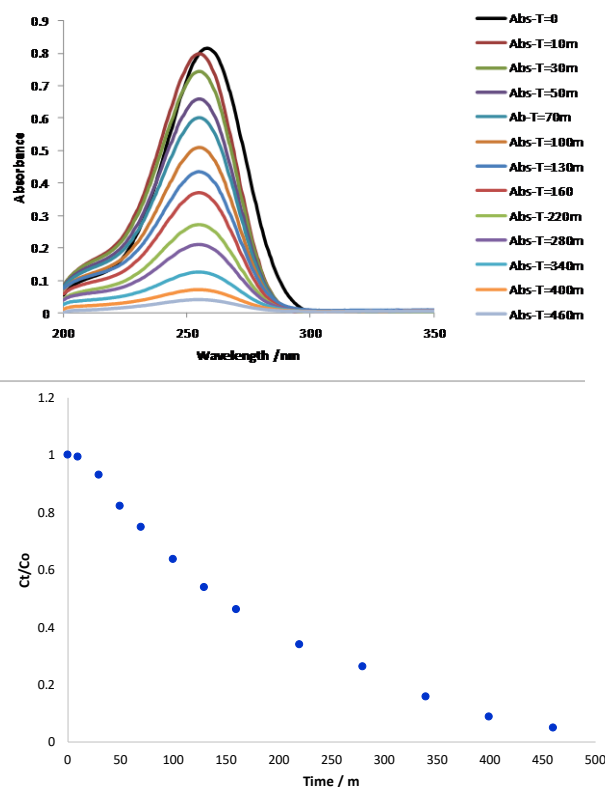 0.9
0.8
0.7
0.6
0.5
0.4
0.3
0.2
0.1
0
Absorbance
200
250
300
350
Wavelength /nm
Abs-T=0
Abs-T=10m
Abs-T=30m
Abs-T=50m
Ab-T=70m
Abs-T=100m
Abs-T=130m
Abs-T=160
Abs-T-220m
Abs-T=280m
Abs-T=340m
Abs-T=400m
Abs-T=460m
1.2
1
0.8
0.6
0.4
0.2
0
Ct/Co
0
50
100
150
200
250
300
350
400
450
500
Time / m